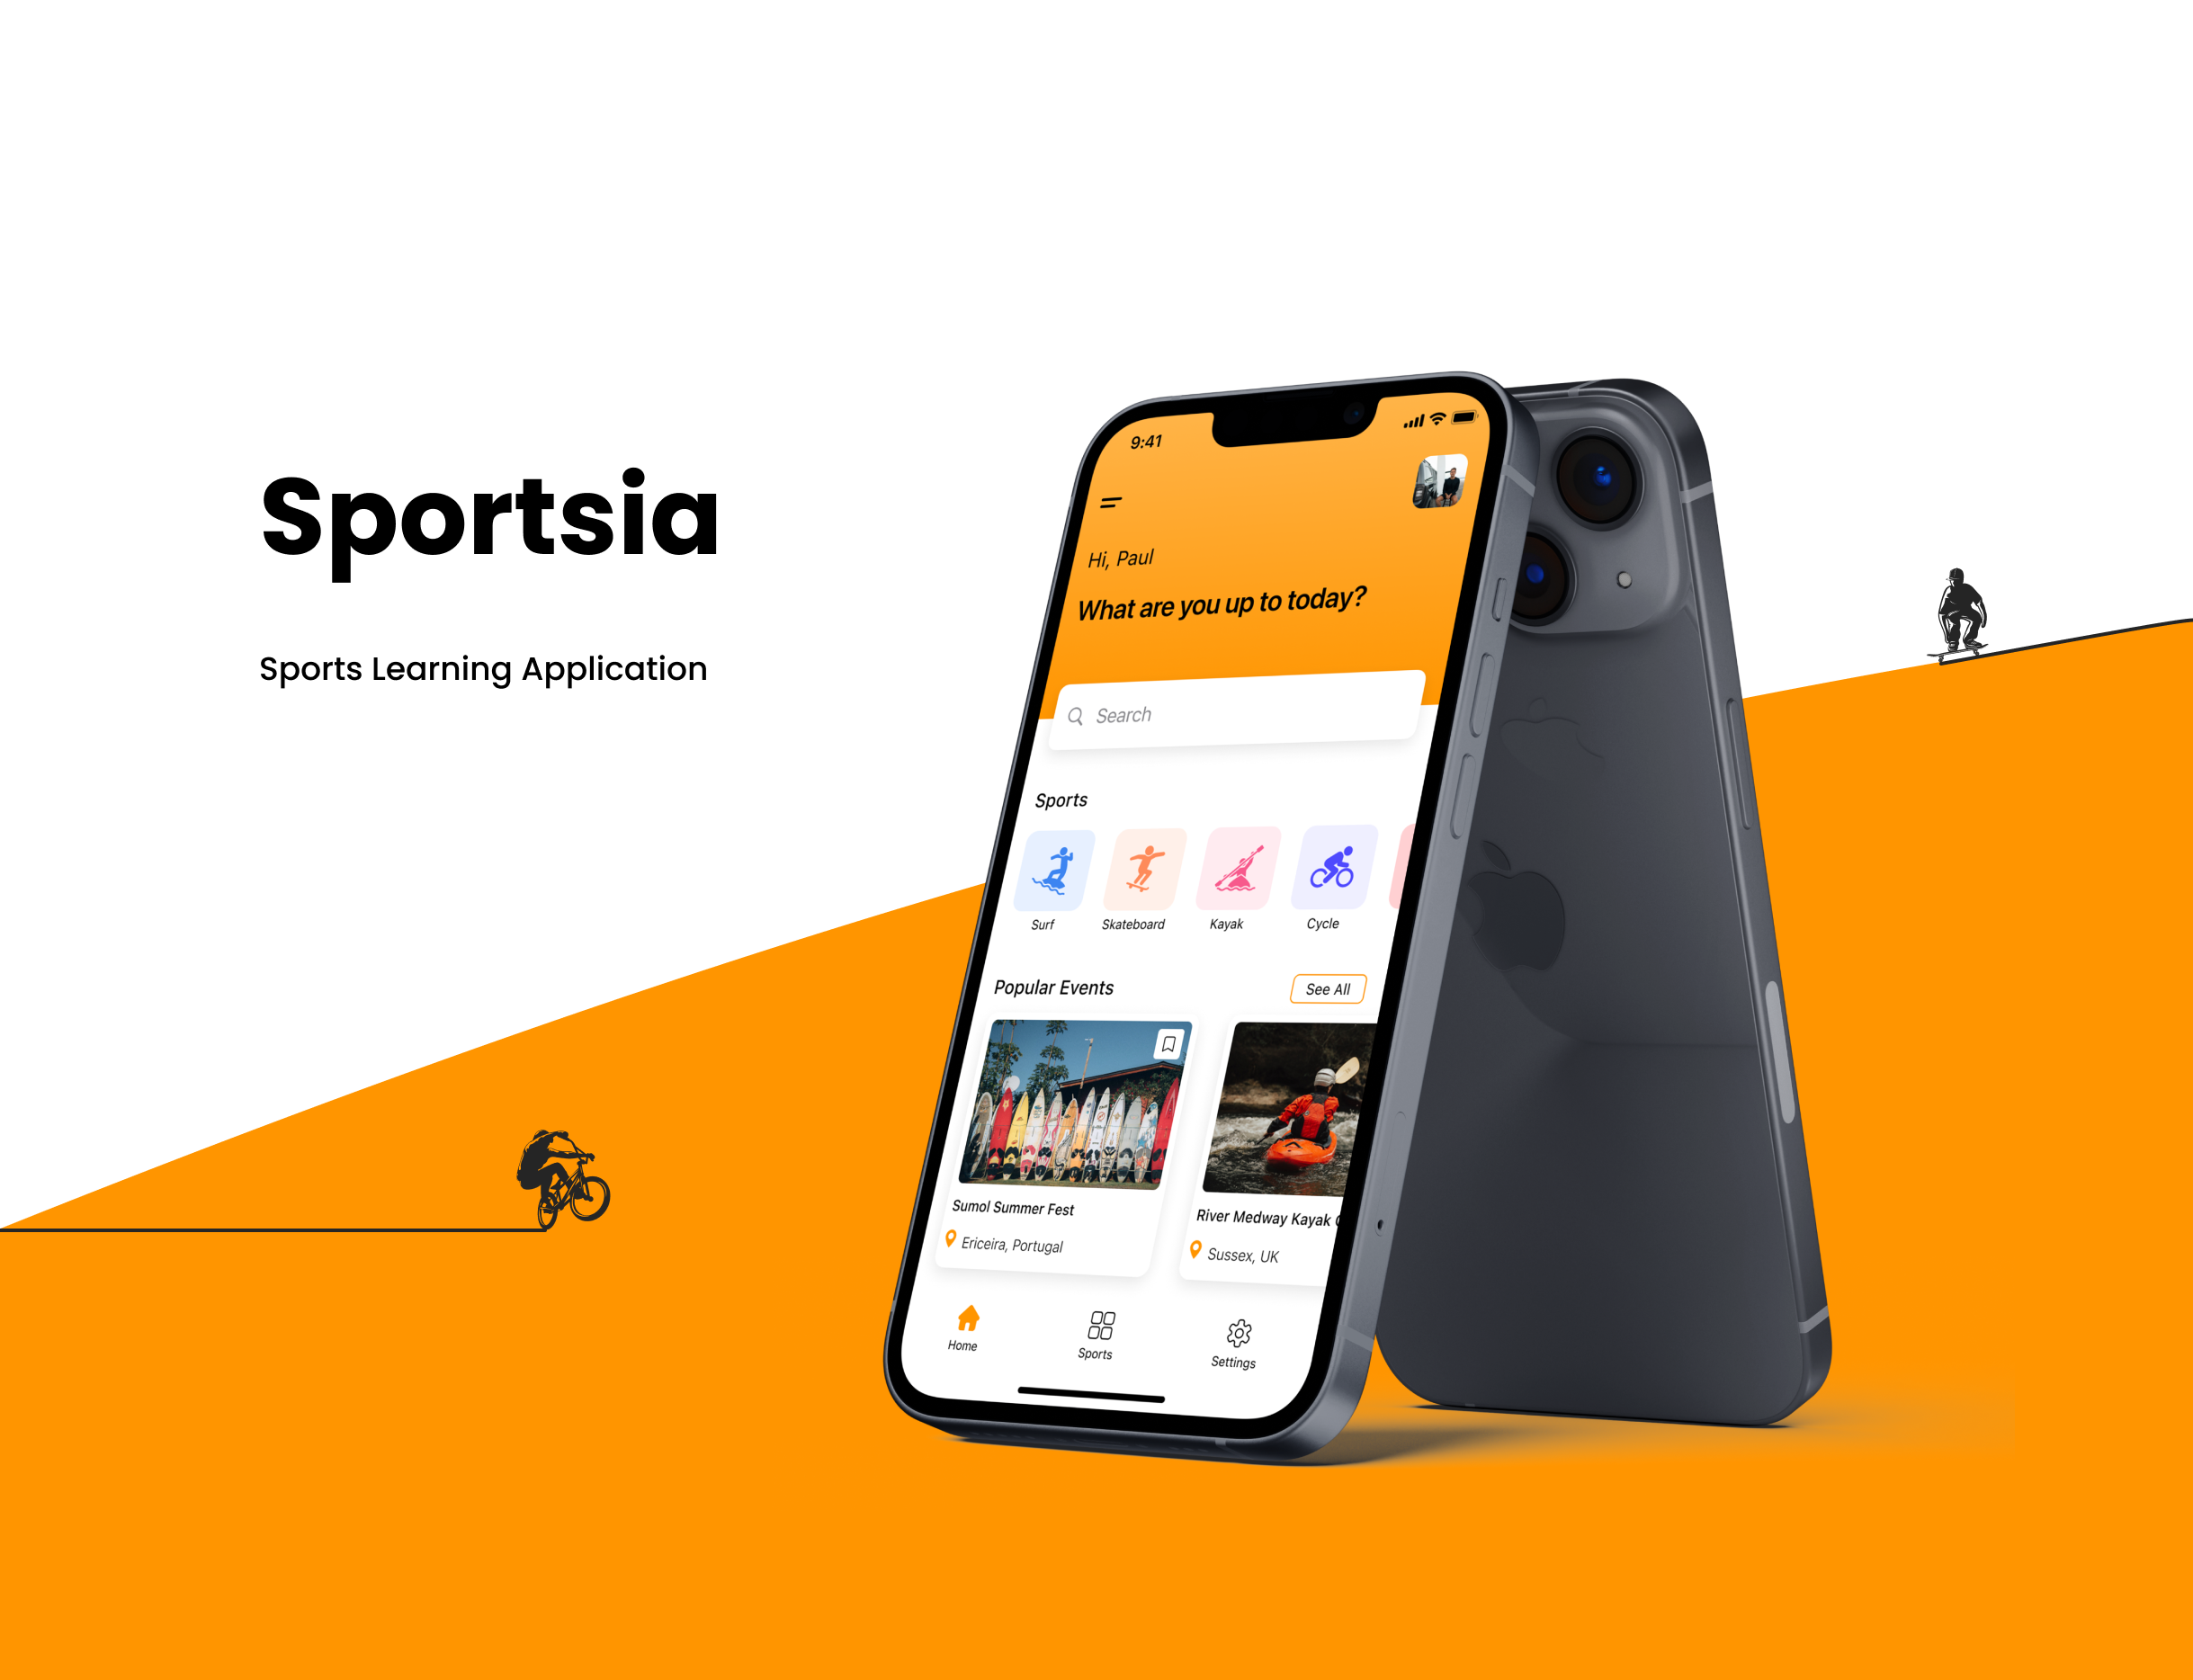 Sportsia
Sports Learning Application
9:41
Hi, Paul
What are you up to today?
Search
Sports
Surf
Skateboard
Kayak
Cycle
Popular Events
See All
Sumol Summer Fest
Ericeira, Portugal
River Medway Kayak
Sussex, UK
Home
Sports
Settings